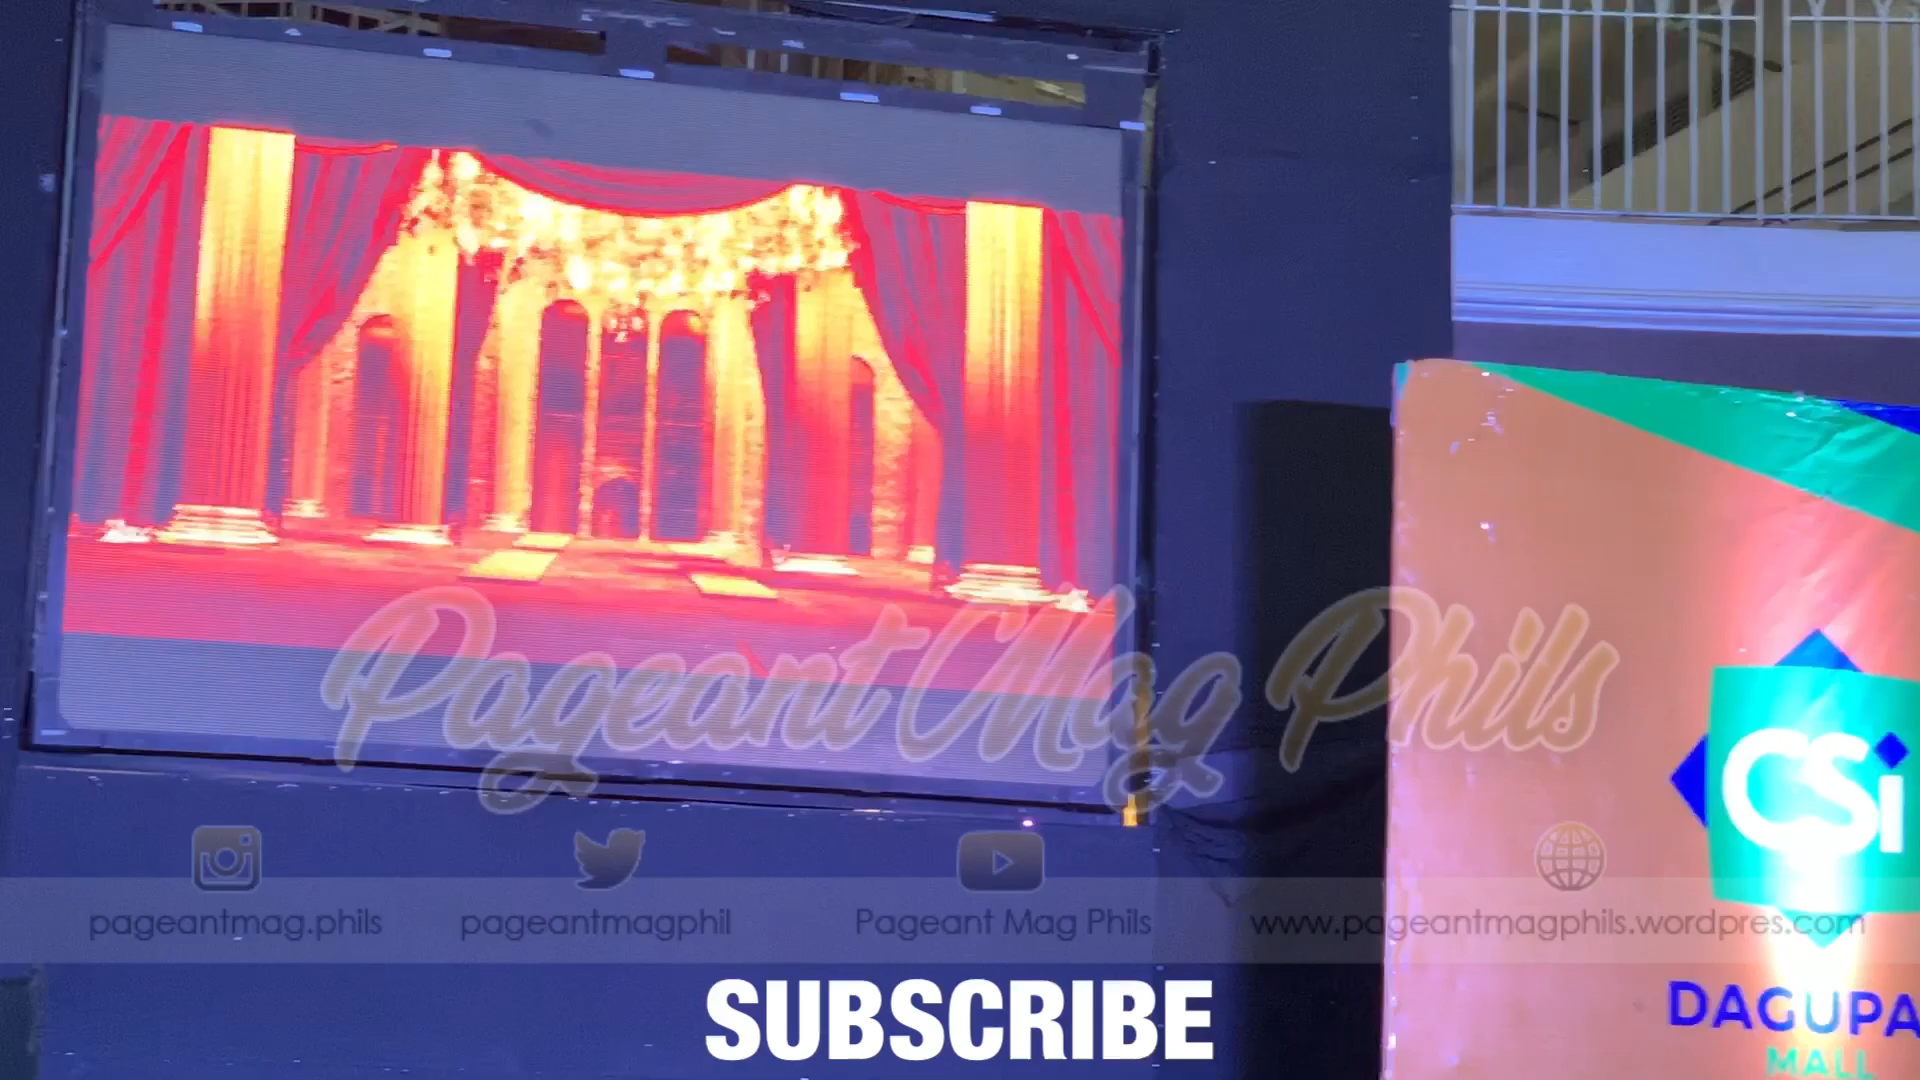 Pageant Mag Phils
pageantmag.phils
pageantmagphil
Pageant Mag Phils
www.pageantmagphils.wordpres.com
SUBSCRIBE
CSi
DAGUPA
MALL